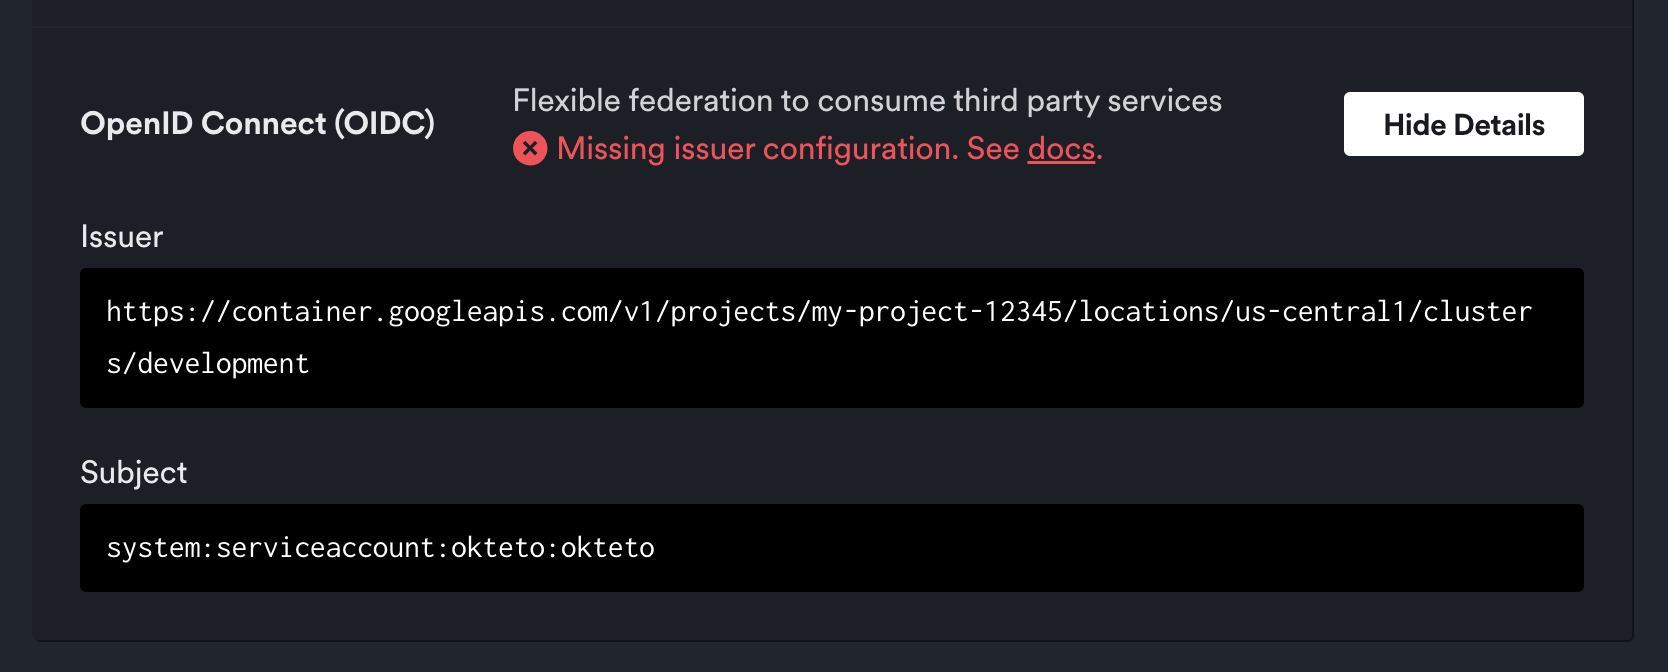 OpenID Connect (OIDC)
Flexible federation to consume third party services
Missing issuer configuration. See docs.
Hide Details
Issuer
https://container.googleapis.com/v1/projects/my-project-12345/locations/us-central1/cluster
s/development
Subject
system:serviceaccount:okteto:okteto